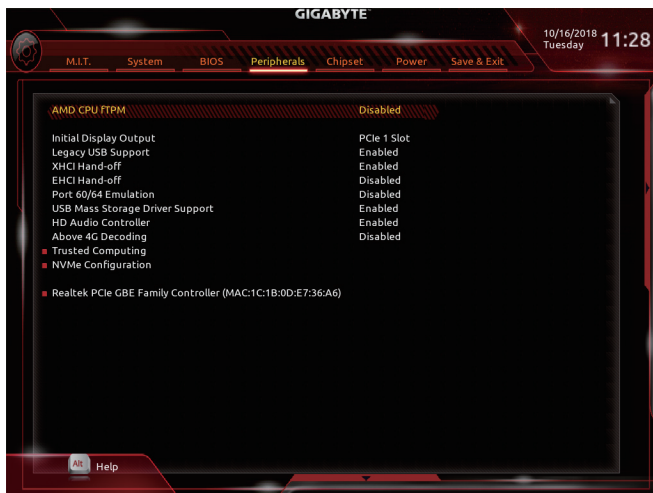 GIGABYTE™
10/16/2018 Tuesday 11:28
M.I.T. System BIOS Peripherals Chipset Power Save & Exit
AMD CPU fTPM Disabled
Initial Display Output PCIe 1 Slot
Legacy USB Support Enabled
XHCI Hand-off Enabled
EHCI Hand-off Disabled
Port 60/64 Emulation Disabled
USB Mass Storage Driver Support Enabled
HD Audio Controller Enabled
Above 4G Decoding Disabled
Trusted Computing
NVMe Configuration
Realtek PCIe GBE Family Controller (MAC:1C:1B:0D:E7:36:A6)
Alt Help